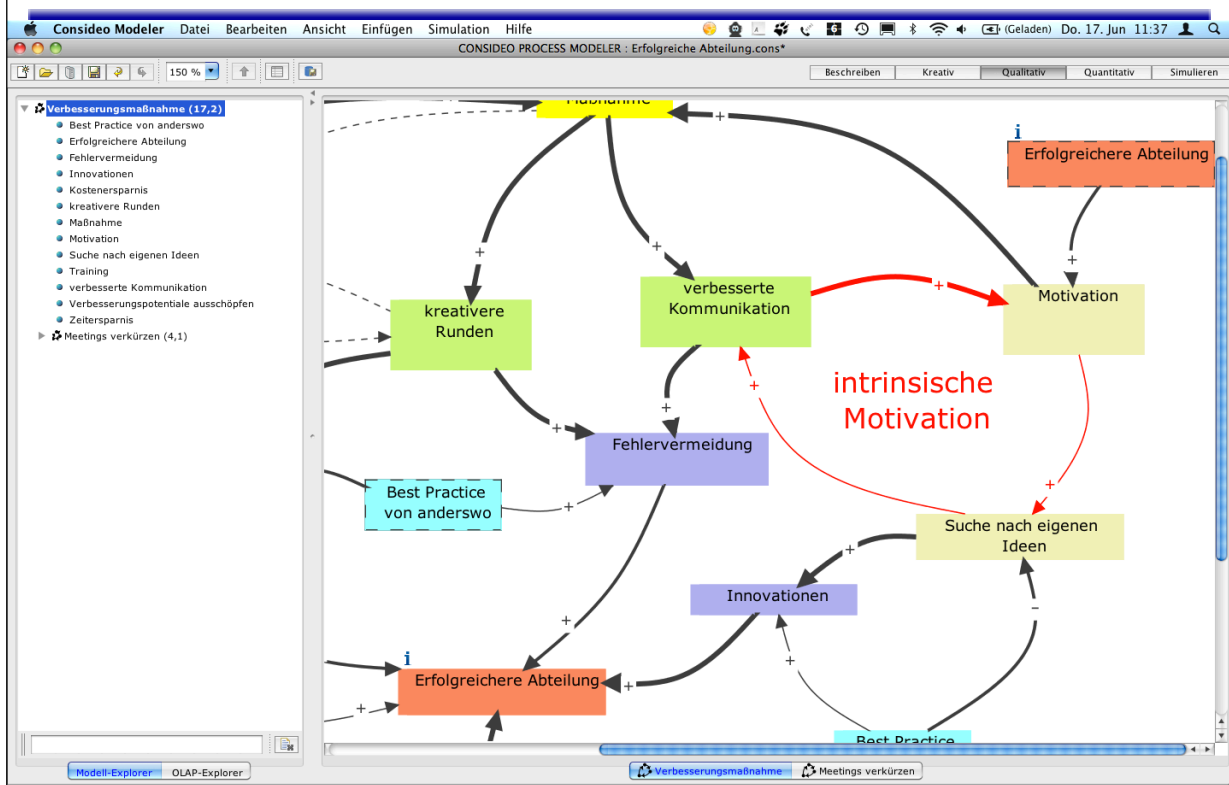 Consideo Modeler Datei Bearbeiten Ansicht Einfügen Simulation Hilfe (Geladen) Do. 17. Jun 11:37
CONSIDEO PROCESS MODELER : Erfolgreiche Abteilung.cons*
150 % Beschreiben Kreativ Qualitativ Quantitativ Simulieren
Verbesserungsmaßnahme (17,2)
Best Practice von anderswo
Erfolgreichere Abteilung
Fehlervermeidung
Innovationen
Kostenersparnis
kreativere Runden
Maßnahme
Motivation
Suche nach eigenen Ideen
Training
verbesserte Kommunikation
Verbesserungspotentiale ausschöpfen
Zeitersparnis
Meetings verkürzen (4,1)
Maßnahme
+
i
Erfolgreichere Abteilung
+
+
+
verbesserte
Kommunikation
+
Motivation
kreativere
Runden
intrinsische
Motivation
+
+
+
Fehlervermeidung
Best Practice
von anderswo
+
+
Suche nach eigenen
Ideen
+
Innovationen
–
+
i
Erfolgreichere Abteilung
+
+
+
Best Practice
Modell-Explorer OLAP-Explorer
Verbesserungsmaßnahme Meetings verkürzen